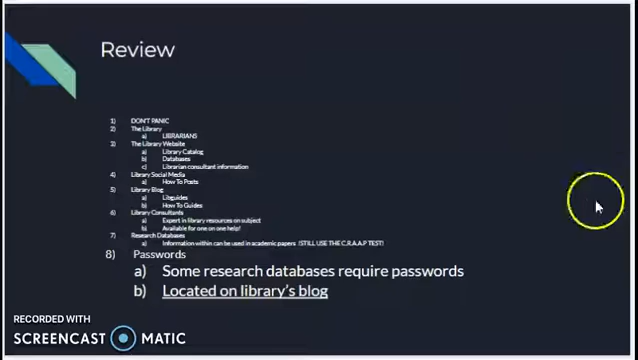 Review
1) DON'T PANIC
2) The Library
a) LIBRARIANS
3) The Library Website
a) Library Catalog
b) Databases
c) Librarian consultant information
4) Library Social Media
a) How To Posts
5) Library Blog
a) Libguides
b) How To Guides
6) Library Consultants
a) Expert in library resources on subject
b) Available for one on one help!
7) Research Databases
a) Information within can be used in academic papers (STILL USE THE C.R.A.A.P TEST)
8) Passwords
a) Some research databases require passwords
b) Located on library's blog
RECORDED WITH
SCREENCAST MATIC